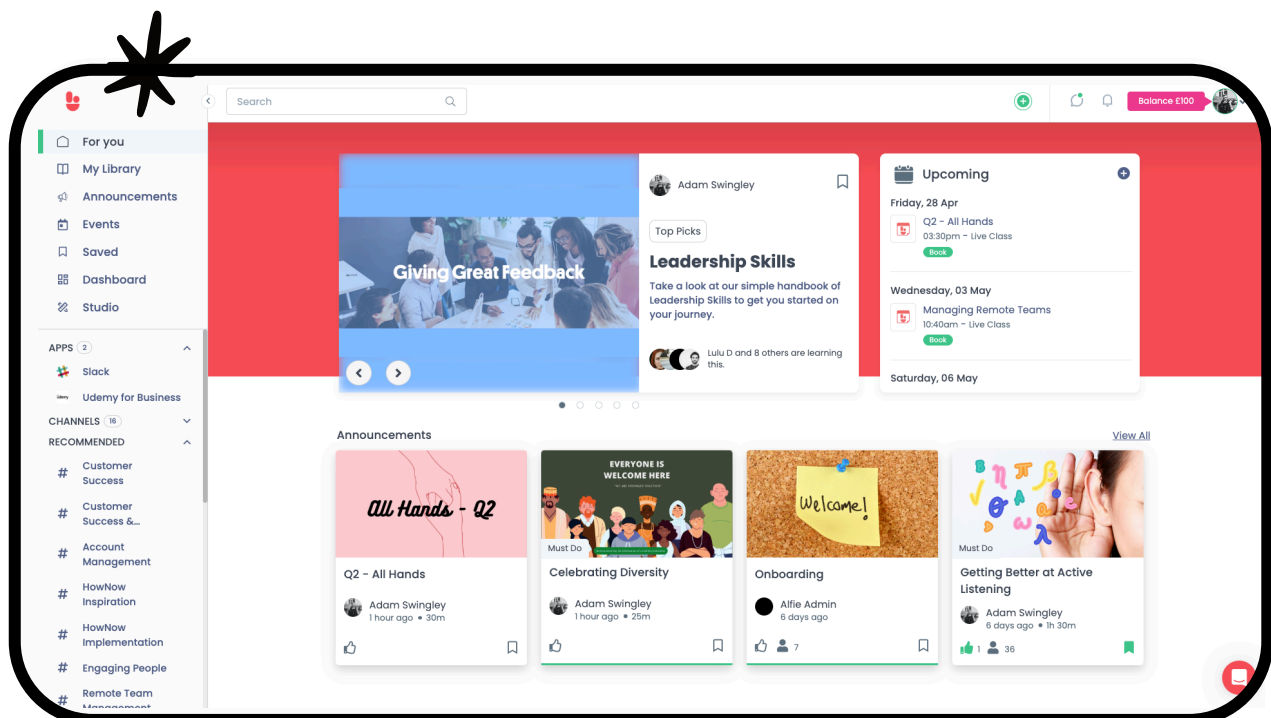 Search
Balance £100
For you
My Library
Announcements
Events
Saved
Dashboard
Studio
APPS 2
Slack
Udemy for Business
CHANNELS 16
RECOMMENDED
# Customer
Success
# Customer
Success &...
# Account
Management
# HowNow
Inspiration
# HowNow
Implementation
# Engaging People
# Remote Team
Management
Giving Great Feedback
Adam Swingley
Top Picks
Leadership Skills
Take a look at our simple handbook of
Leadership Skills to get you started on
your journey.
Lulu D and 8 others are learning
this.
Upcoming
Friday, 28 Apr
Q2 - All Hands
03:30pm - Live Class
Book
Wednesday, 03 May
Managing Remote Teams
10:40am - Live Class
Book
Saturday, 06 May
Announcements
View All
All Hands - Q2
Q2 - All Hands
Adam Swingley
1 hour ago • 30m
EVERYONE IS
WELCOME HERE
Must Do
Celebrating Diversity
Adam Swingley
1 hour ago • 25m
Welcome!
Onboarding
Alfie Admin
6 days ago
7
Must Do
Getting Better at Active
Listening
Adam Swingley
6 days ago • 1h 30m
1 36